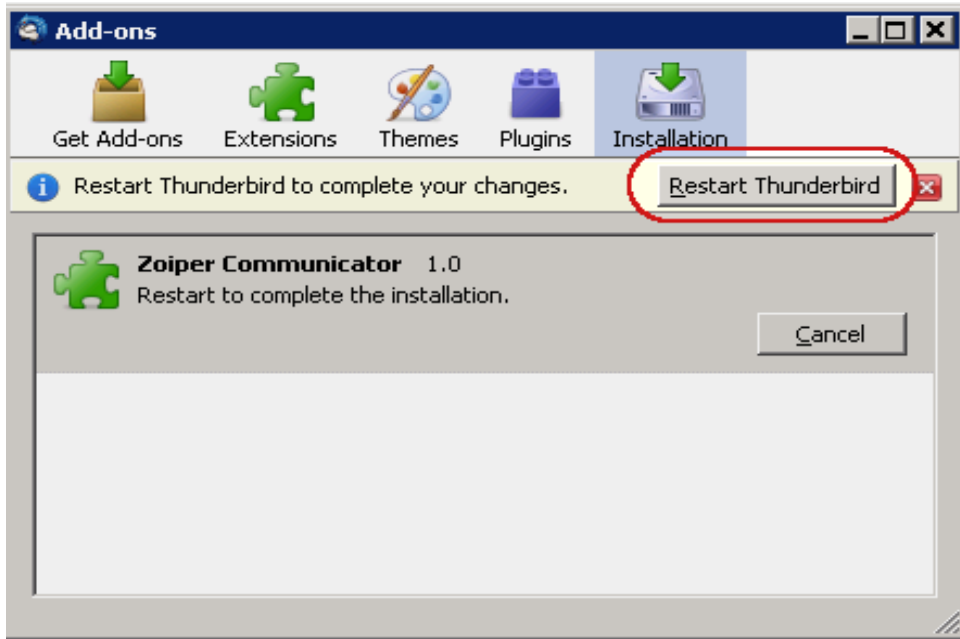 Add-ons
Get Add-ons Extensions Themes Plugins Installation
Restart Thunderbird to complete your changes. Restart Thunderbird
Zoiper Communicator 1.0
Restart to complete the installation.
Cancel